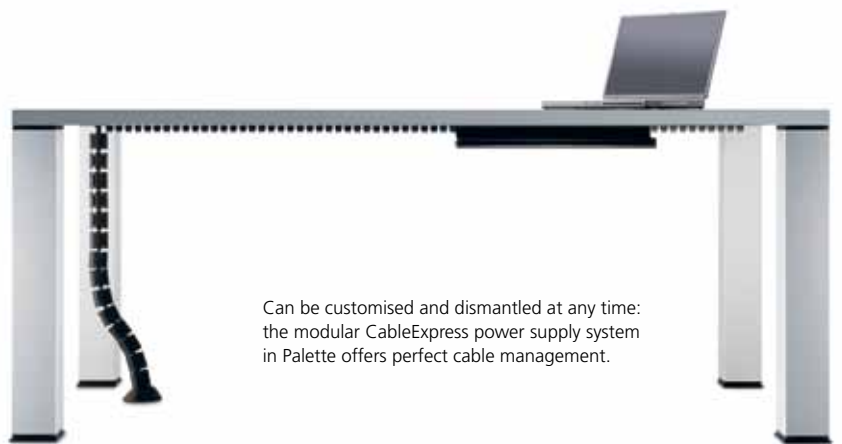 Can be customised and dismantled at any time:
the modular CableExpress power supply system
in Palette offers perfect cable management.